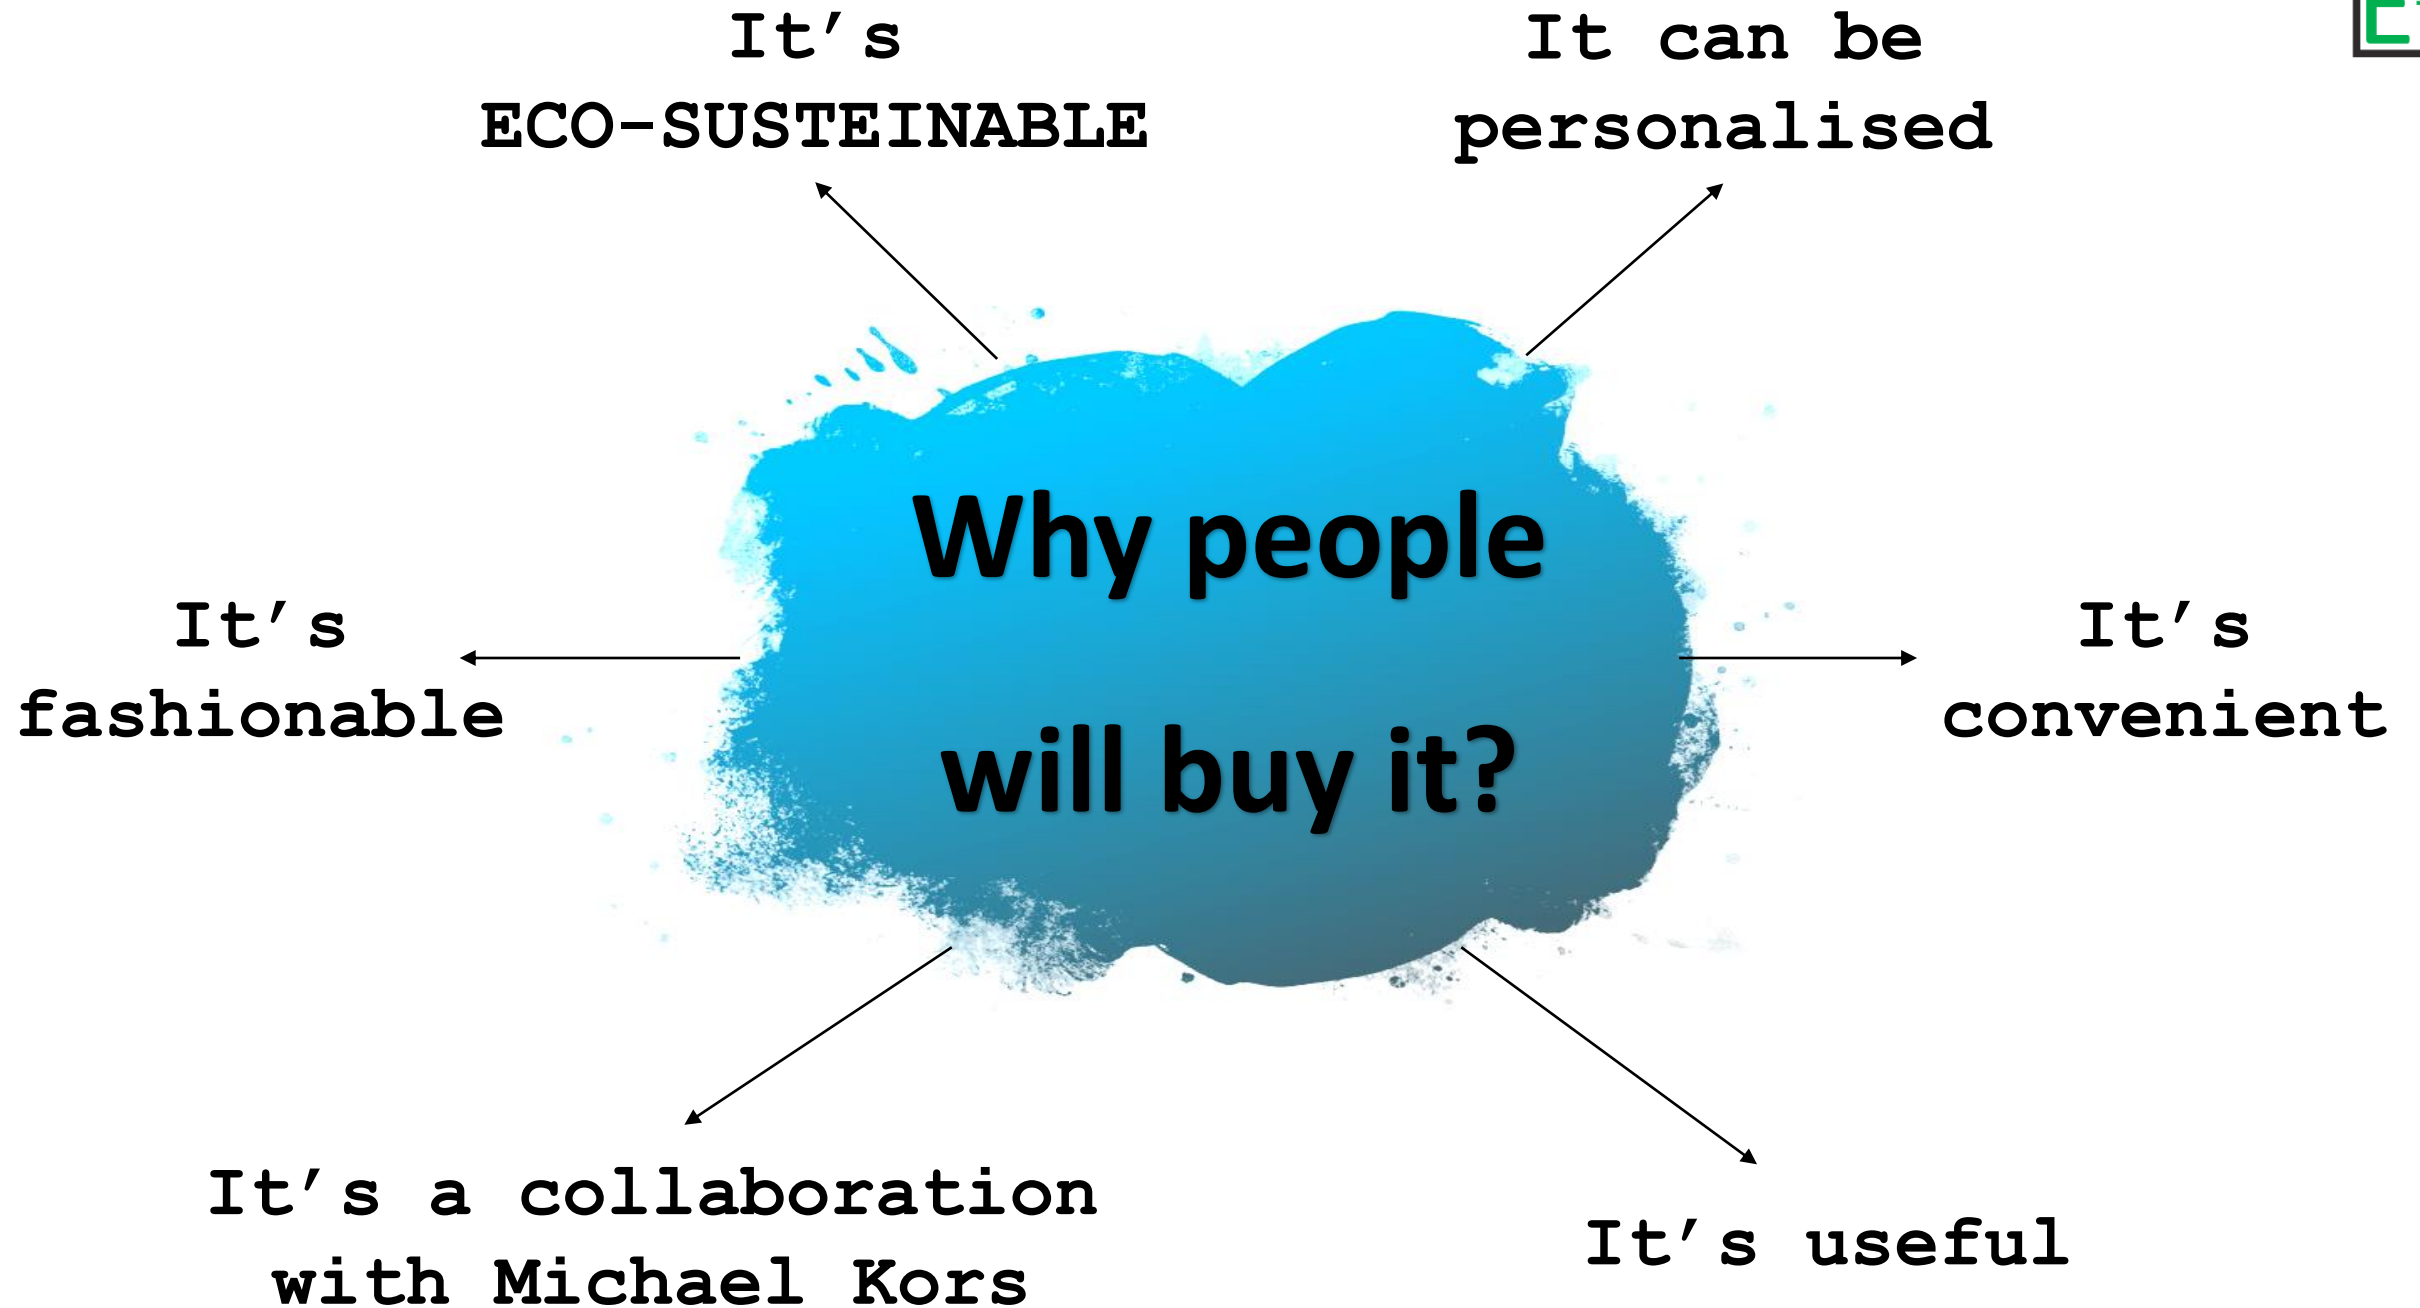 It's
ECO-SUSTEINABLE
It can be
personalised
Why people
will buy it?
It's
fashionable
It's
convenient
It's a collaboration
with Michael Kors
It's useful